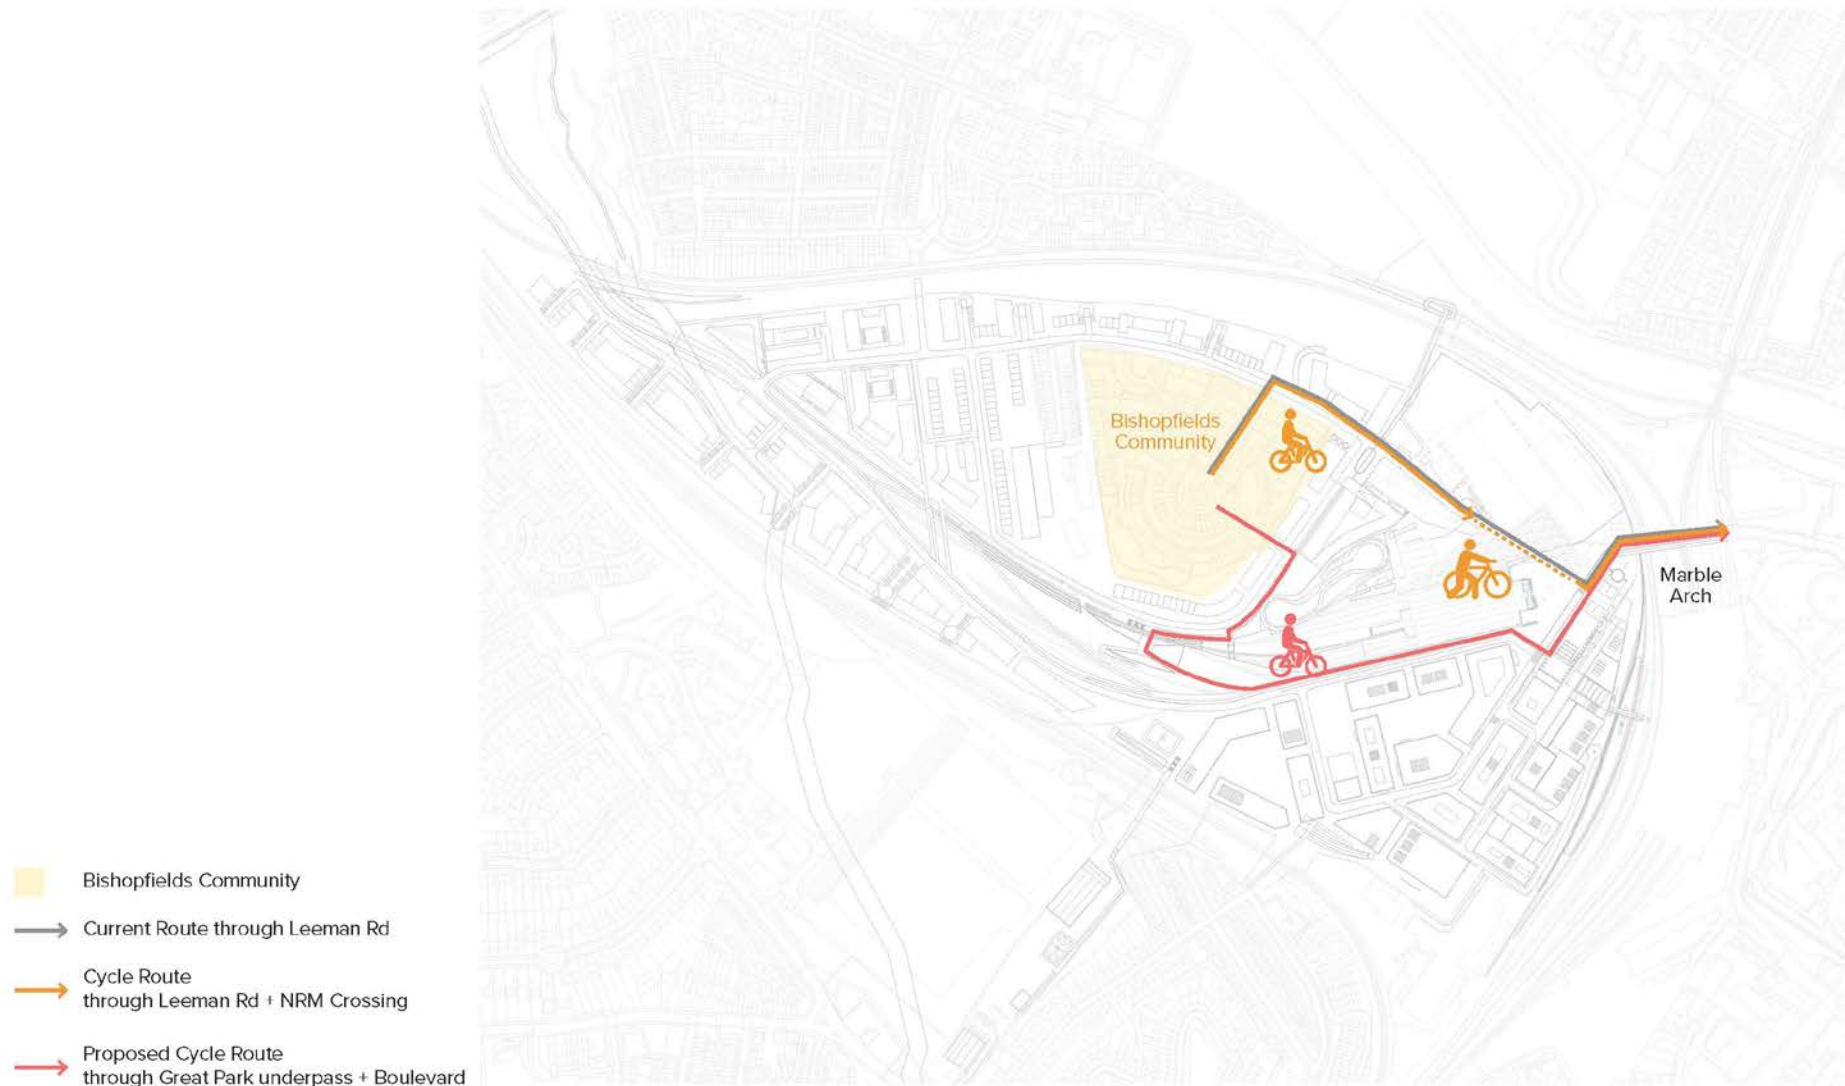 Bishopfields
Community
Marble
Arch
Bishopfields Community
Current Route through Leeman Rd
Cycle Route
through Leeman Rd + NRM Crossing
Proposed Cycle Route
through Great Park underpass + Boulevard